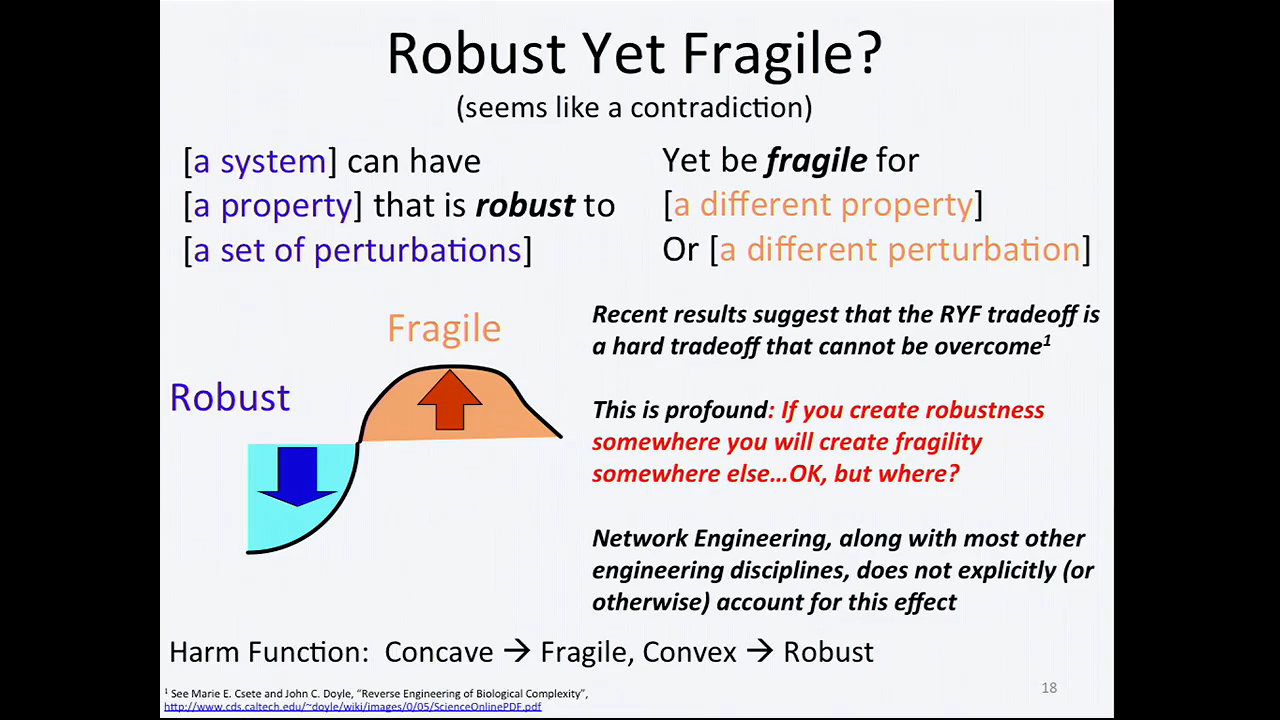 Robust Yet Fragile?
(seems like a contradiction)
[a system] can have
[a property] that is robust to
[a set of perturbations]
Yet be fragile for
[a different property]
Or [a different perturbation]
Fragile
Robust
Recent results suggest that the RYF tradeoff is
a hard tradeoff that cannot be overcome¹
This is profound: If you create robustness
somewhere you will create fragility
somewhere else…OK, but where?
Network Engineering, along with most other
engineering disciplines, does not explicitly (or
otherwise) account for this effect
Harm Function: Concave → Fragile, Convex → Robust
¹ See Marie E. Csete and John C. Doyle, “Reverse Engineering of Biological Complexity”,
http://www.cds.caltech.edu/~doyle/wiki/images/0/05/ScienceOnlinePDF.pdf
18